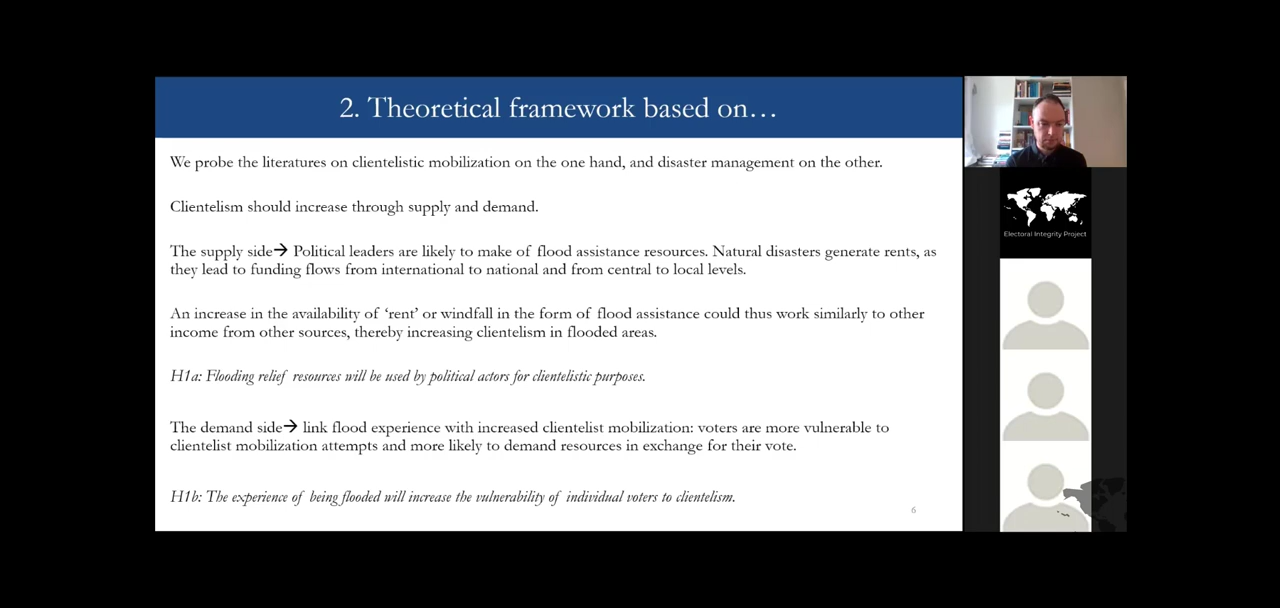 2. Theoretical framework based on…
We probe the literatures on clientelistic mobilization on the one hand, and disaster management on the other.
Clientelism should increase through supply and demand.
The supply side→ Political leaders are likely to make of flood assistance resources. Natural disasters generate rents, as
they lead to funding flows from international to national and from central to local levels.
An increase in the availability of ‘rent’ or windfall in the form of flood assistance could thus work similarly to other
income from other sources, thereby increasing clientelism in flooded areas.
H1a: Flooding relief resources will be used by political actors for clientelistic purposes.
The demand side→ link flood experience with increased clientelist mobilization: voters are more vulnerable to
clientelist mobilization attempts and more likely to demand resources in exchange for their vote.
H1b: The experience of being flooded will increase the vulnerability of individual voters to clientelism.
6
Electoral Integrity Project